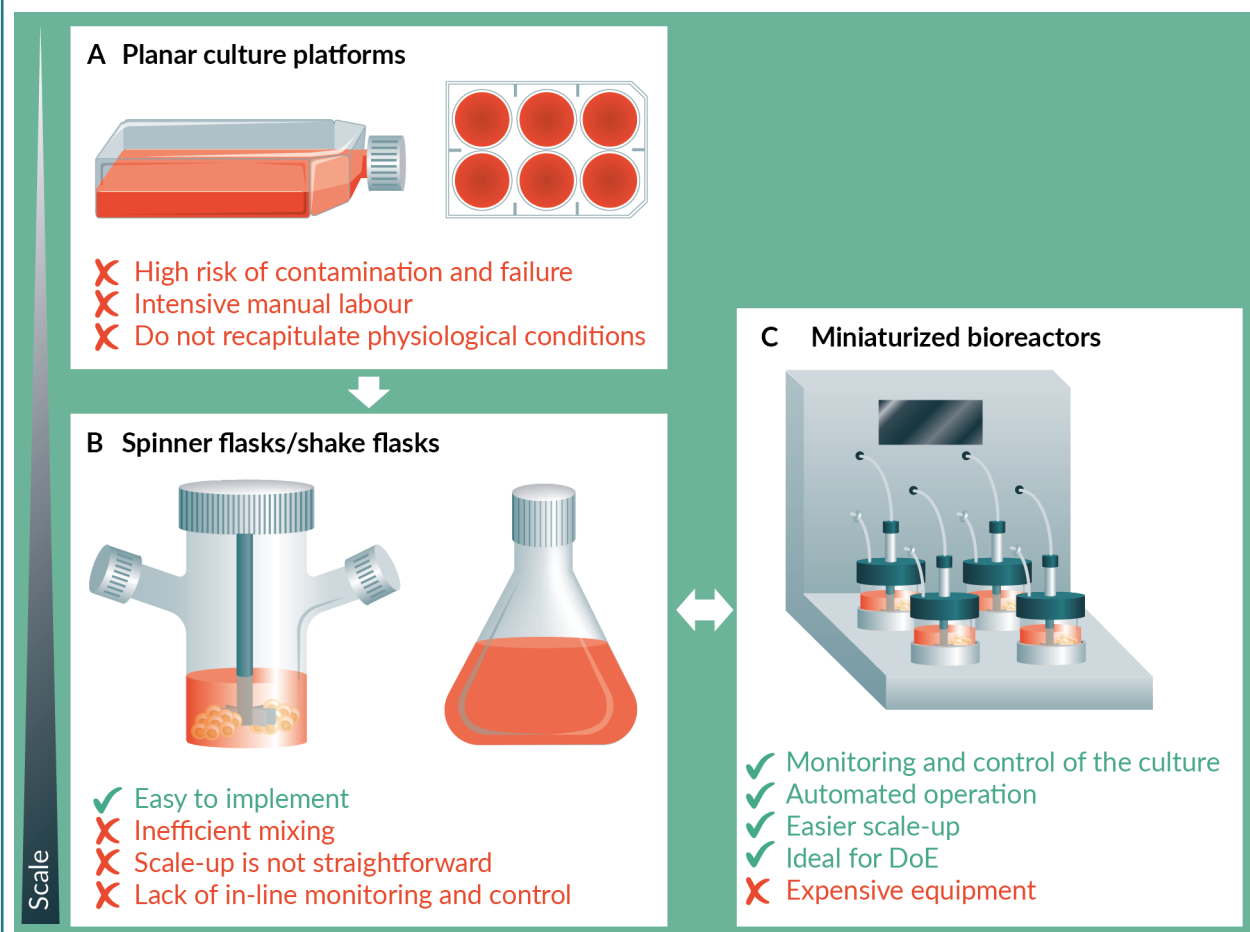 A Planar culture platforms
High risk of contamination and failure
Intensive manual labour
Do not recapitulate physiological conditions
B Spinner flasks/shake flasks
Easy to implement
Inefficient mixing
Scale-up is not straightforward
Lack of in-line monitoring and control
C Miniaturized bioreactors
Monitoring and control of the culture
Automated operation
Easier scale-up
Ideal for DoE
Expensive equipment
Scale